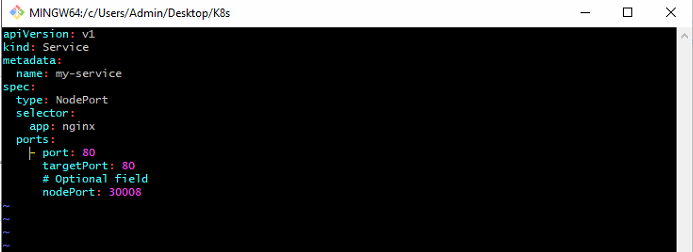 MINGW64:/c/Users/Admin/Desktop/K8s
apiVersion: v1
kind: Service
metadata:
  name: my-service
spec:
  type: NodePort
  selector:
    app: nginx
  ports:
    - port: 80
      targetPort: 80
      # Optional field
      nodePort: 30008
~
~
~
~